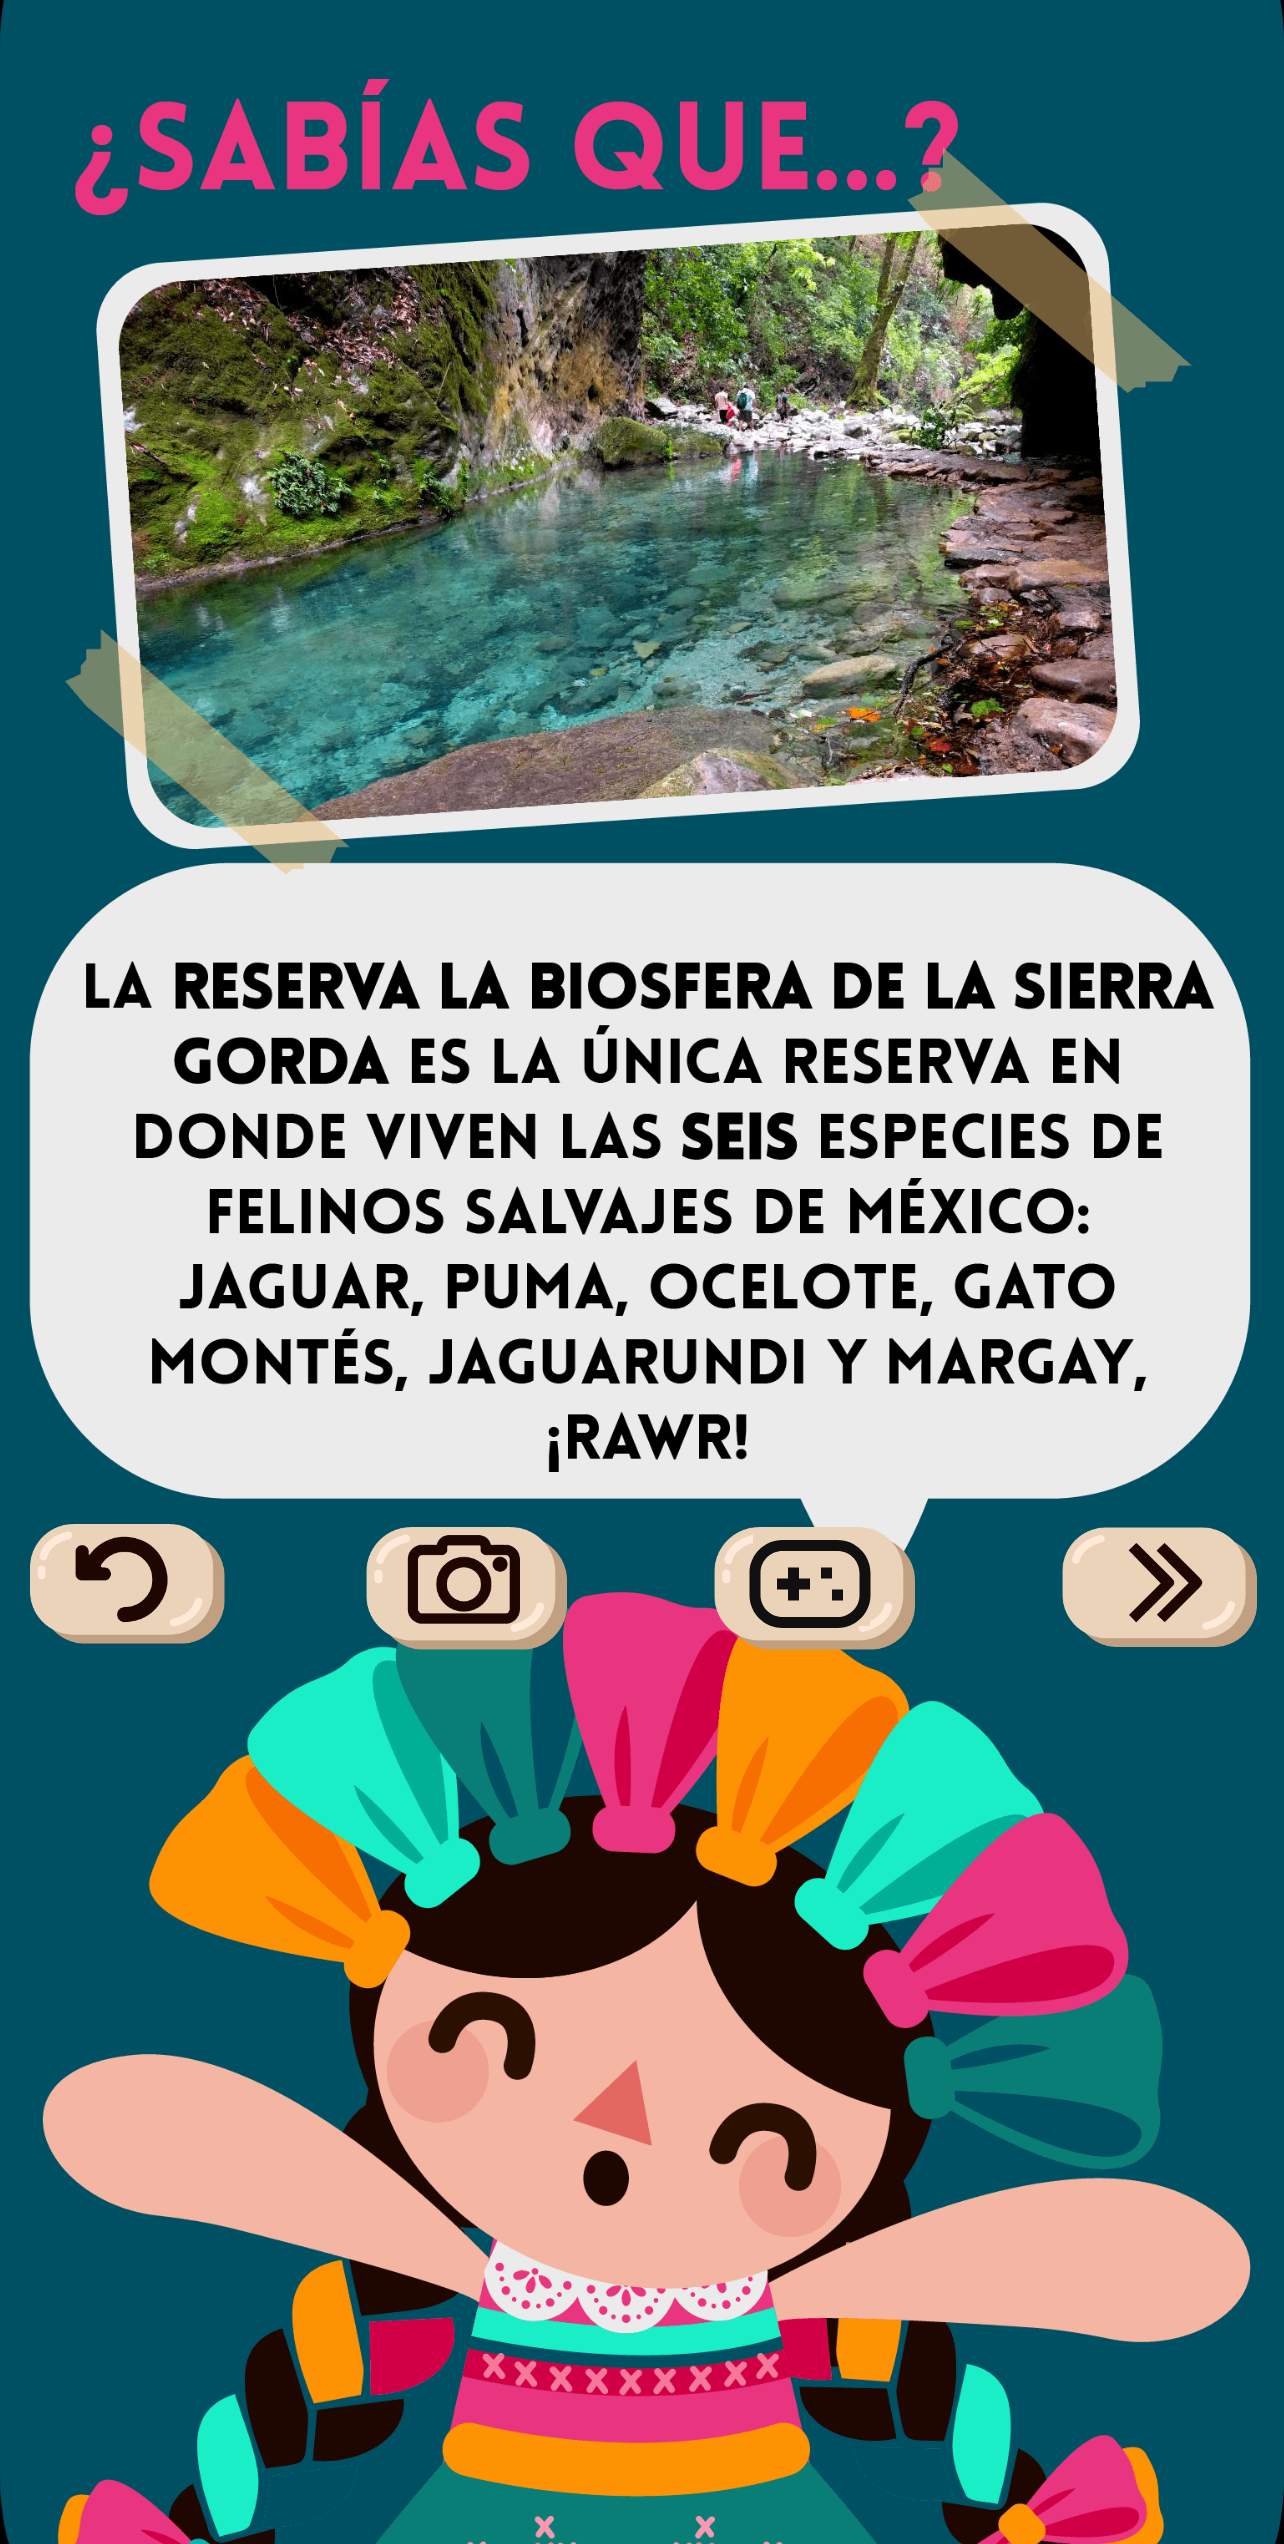 ¿SABÍAS QUE...?
LA RESERVA LA BIOSFERA DE LA SIERRA
GORDA ES LA ÚNICA RESERVA EN
DONDE VIVEN LAS SEIS ESPECIES DE
FELINOS SALVAJES DE MÉXICO:
JAGUAR, PUMA, OCELOTE, GATO
MONTÉS, JAGUARUNDI Y MARGAY,
¡RAWR!